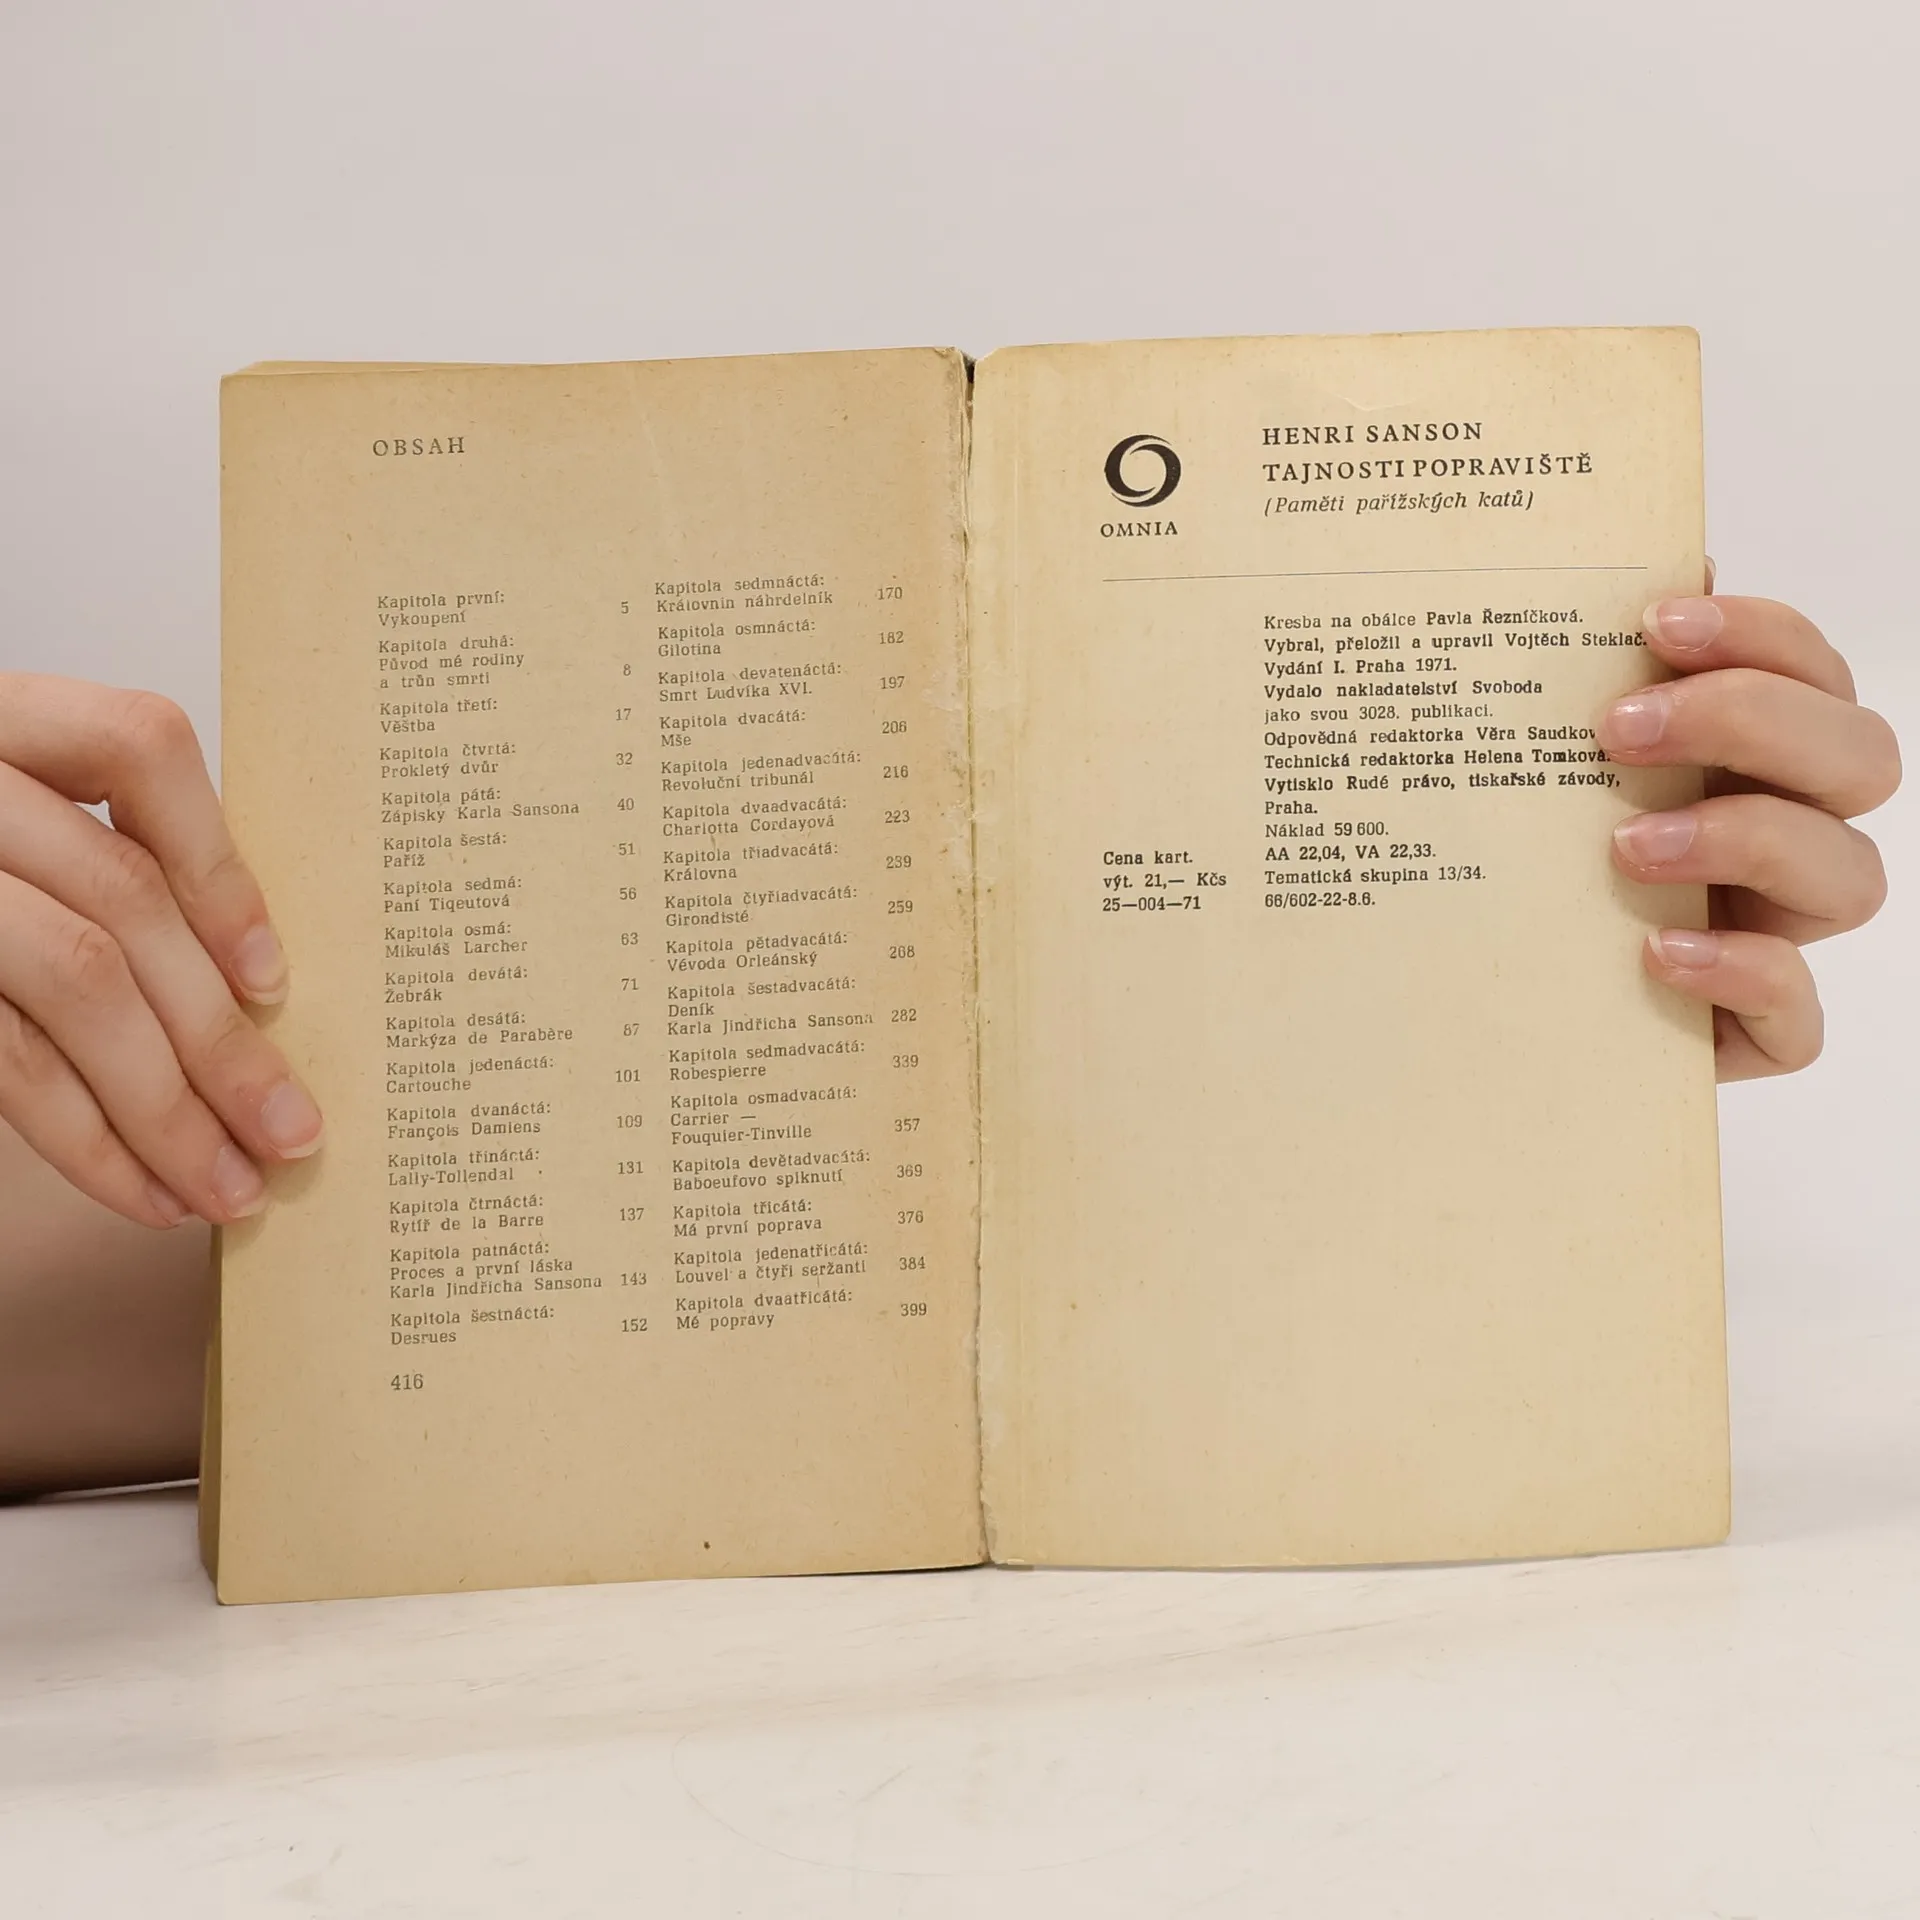 OBSAH
Kapitola první:
Vykoupení 5
Kapitola druhá:
Původ mé rodiny
a trůn smrti 8
Kapitola třetí:
Věštba 17
Kapitola čtvrtá:
Prokletý dvůr 32
Kapitola pátá:
Zápisky Karla Sansona 40
Kapitola šestá:
Paříž 51
Kapitola sedmá:
Paní Tiqeutová 56
Kapitola osmá:
Mikuláš Larcher 63
Kapitola devátá:
Žebrák 71
Kapitola desátá:
Markýza de Parabère 87
Kapitola jedenáctá:
Cartouche 101
Kapitola dvanáctá:
François Damiens 109
Kapitola třináctá:
Lally-Tollendal 131
Kapitola čtrnáctá:
Rytíř de la Barre 137
Kapitola patnáctá:
Proces a první láska
Karla Jindřicha Sansona 143
Kapitola šestnáctá:
Desrues 152
416
Kapitola sedmnáctá:
Královnin náhrdelník 170
Kapitola osmnáctá:
Gilotina 182
Kapitola devatenáctá:
Smrt Ludvíka XVI. 197
Kapitola dvacátá:
Mše 206
Kapitola jedenadvacátá:
Revoluční tribunál 216
Kapitola dvaadvacátá:
Charlotta Cordayová 223
Kapitola třiadvacátá:
Královna 239
Kapitola čtyřiadvacátá:
Girondisté 259
Kapitola pětadvacátá:
Vévoda Orleánský 268
Kapitola šestadvacátá:
Deník
Karla Jindřicha Sansona 282
Kapitola sedmadvacátá:
Robespierre 339
Kapitola osmadvacátá:
Carrier —
Fouquier-Tinville 357
Kapitola devětadvacátá:
Baboeufovo spiknutí 369
Kapitola třicátá:
Má první poprava 376
Kapitola jedenatřicátá:
Louvel a čtyři seržanti 384
Kapitola dvaatřicátá:
Mé popravy 399
OMNIA
HENRI SANSON
TAJNOSTI POPRAVIŠTĚ
(Paměti pařížských katů)
Kresba na obálce Pavla Řezníčková.
Vybral, přeložil a upravil Vojtěch Steklač.
Vydání I. Praha 1971.
Vydalo nakladatelství Svoboda
jako svou 3028. publikaci.
Odpovědná redaktorka Věra
Technická redaktorka Helena Tomková.
Vytisklo Rudé právo, tiskařské závody,
Praha.
Náklad 59 600.
AA 22,04, VA 22,33.
Tematická skupina 13/34.
66/602-22-8.6.
Cena kart.
výt. 21,— Kčs
25—004—71